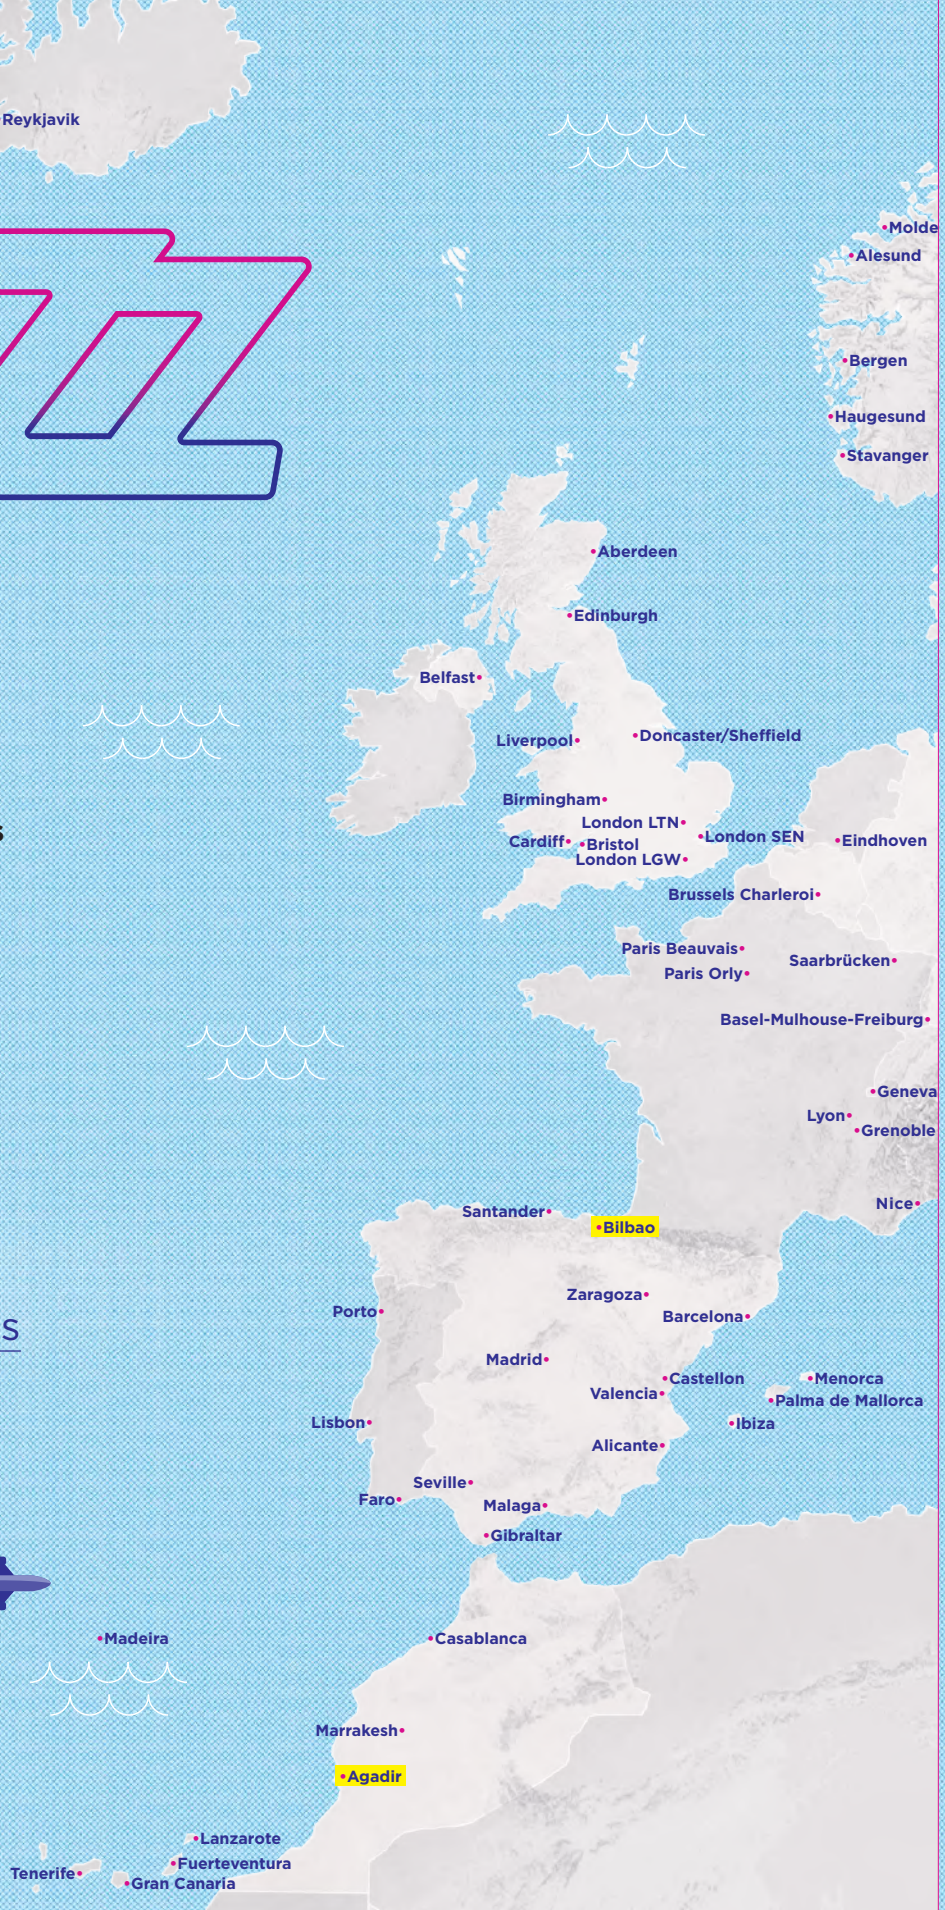 Reykjavik
Molde
Alesund
Bergen
Haugesund
Stavanger
Aberdeen
Edinburgh
Belfast
Doncaster/Sheffield
Liverpool
Birmingham
London LTN
s
London SEN
Cardiff
Bristol
Eindhoven
London LGW
Brussels Charleroi
Paris Beauvais
Saarbrücken
Paris Orly
Basel-Mulhouse-Freiburg
Geneva
Lyon
Grenoble
Nice
Santander
Bilbao
Zaragoza
Porto
Barcelona
S
Madrid
Castellon
Menorca
Valencia
Palma de Mallorca
Lisbon
Ibiza
Alicante
Seville
Faro
Malaga
Gibraltar
Madeira
Casablanca
Marrakesh
Agadir
Lanzarote
Fuerteventura
Tenerife
Gran Canaria